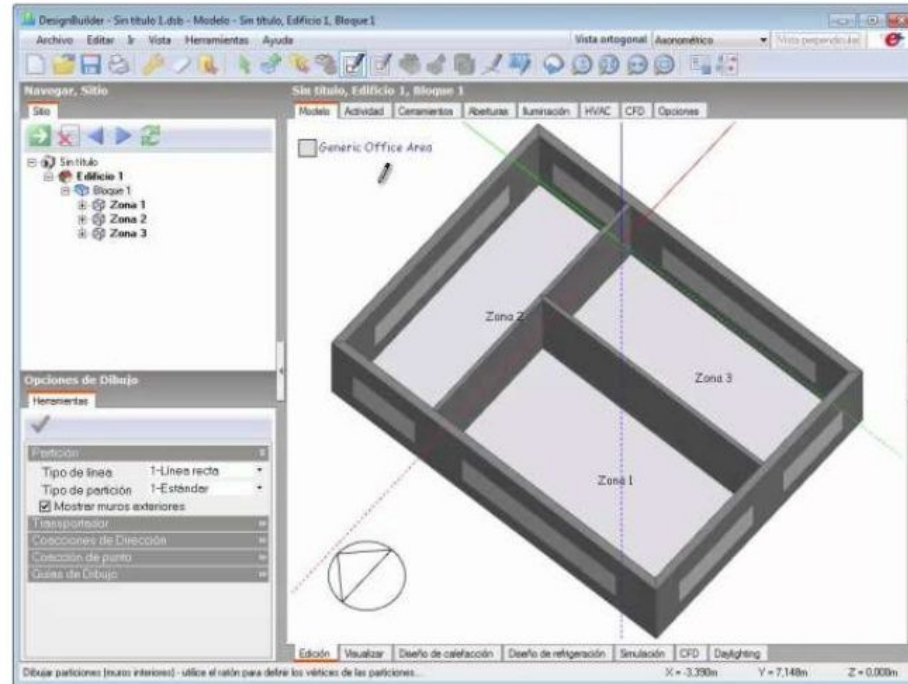 DesignBuilder - Sin título 1.dsb - Modelo - Sin título, Edificio 1, Bloque 1
Archivo Editar Ir Vista Herramientas Ayuda
Vista ortogonal Axonométrico Vista perpendicular
Navegar, Sitio
Sitio
Sin título
Edificio 1
Bloque 1
Zona 1
Zona 2
Zona 3
Opciones de Dibujo
Herramientas
Partición
Tipo de línea 1-Línea recta
Tipo de partición 1-Estándar
Mostrar muros exteriores
Transportador
Coacciones de Dirección
Coacción de punto
Guías de Dibujo
Sin título, Edificio 1, Bloque 1
Modelo Actividad Cerramientos Aberturas Iluminación HVAC CFD Opciones
Generic Office Area
Zona 2
Zona 3
Zona 1
Edición Visualizar Diseño de calefacción Diseño de refrigeración Simulación CFD Daylighting
Dibujar particiones (muros interiores) - utilice el ratón para definir los vértices de las particiones... X = -3,390m Y = 7,148m Z = 0,000m